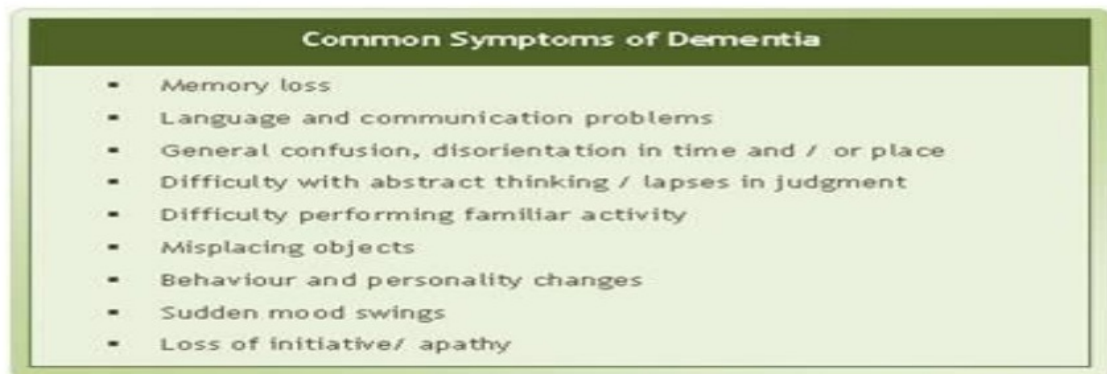 Common Symptoms of Dementia
▪ Memory loss
▪ Language and communication problems
▪ General confusion, disorientation in time and / or place
▪ Difficulty with abstract thinking / lapses in judgment
▪ Difficulty performing familiar activity
▪ Misplacing objects
▪ Behaviour and personality changes
▪ Sudden mood swings
▪ Loss of initiative/ apathy